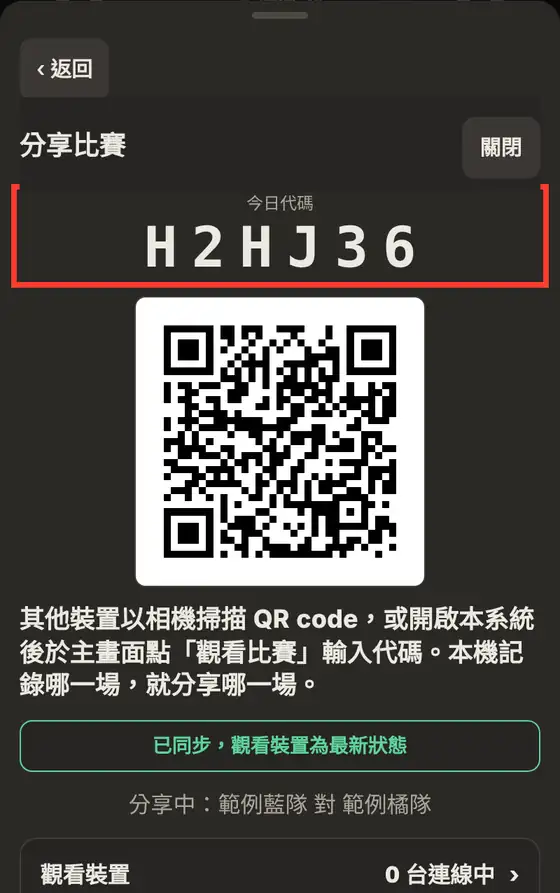 ‹ 返回
分享比賽
關閉
今日代碼
H2HJ36
其他裝置以相機掃描 QR code，或開啟本系統
後於主畫面點「觀看比賽」輸入代碼。本機記
錄哪一場，就分享哪一場。
已同步，觀看裝置為最新狀態
分享中：範例藍隊 對 範例橘隊
觀看裝置
0 台連線中 ›